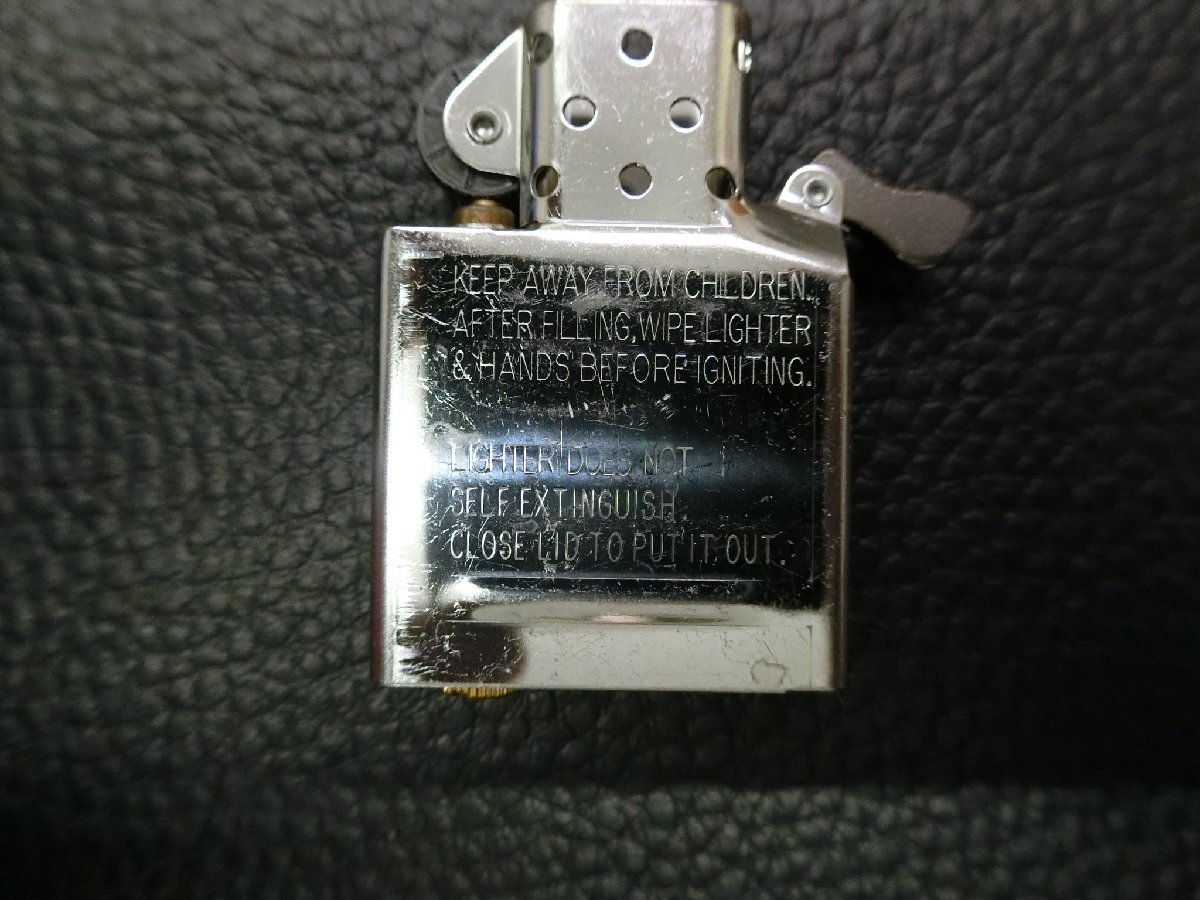 KEEP AWAY FROM CHILDREN.
AFTER FILLING, WIPE LIGHTER
& HANDS BEFORE IGNITING.
LIGHTER DOES NOT
SELF EXTINGUISH.
CLOSE LID TO PUT IT OUT.